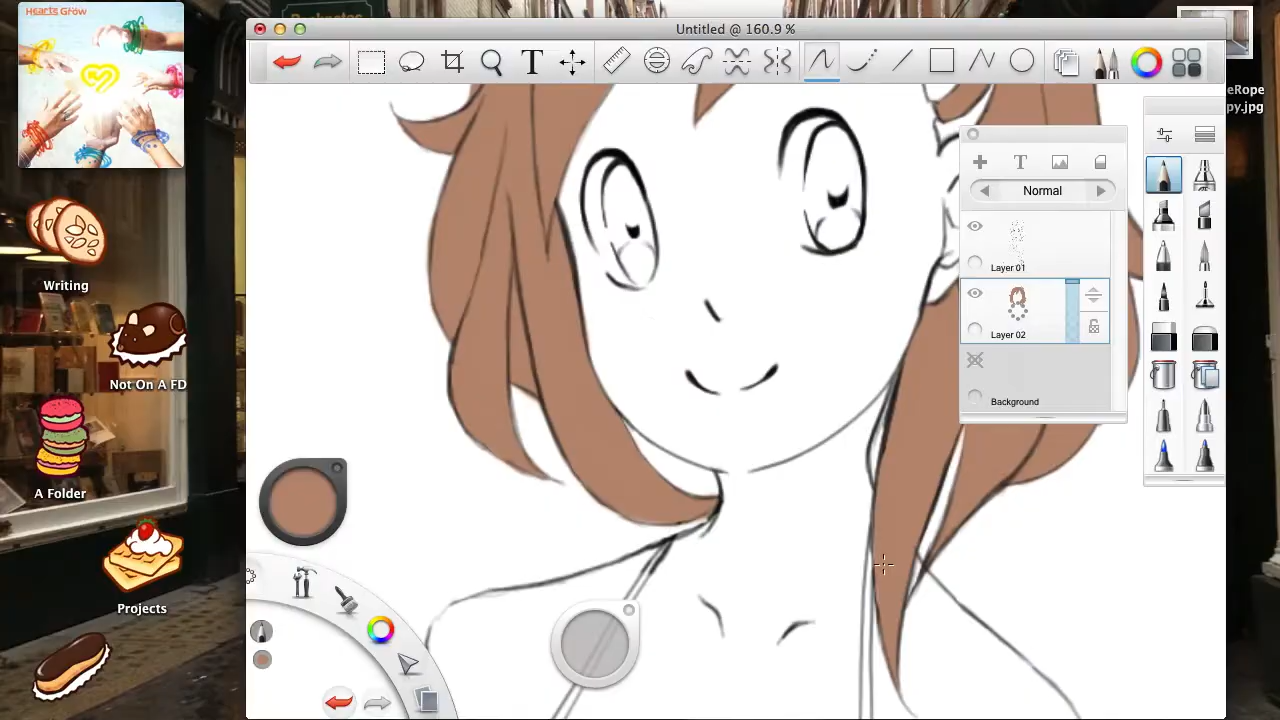 Hearts Grow
Untitled @ 160.9 %
T
eRope
py.jpg
T
Normal
Layer 01
Layer 02
Background
Writing
Not On A FD
A Folder
Projects